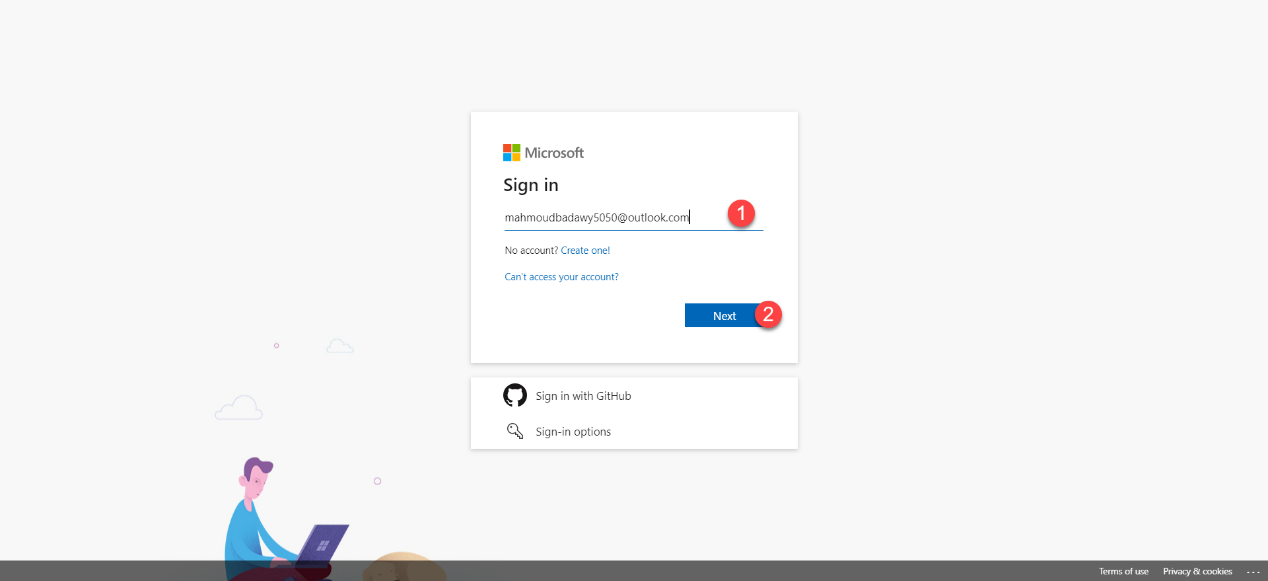 Microsoft
Sign in
mahmoudbadawy5050@outlook.com
1
No account? Create one!
Can't access your account?
Next
2
Sign in with GitHub
Sign-in options
Terms of use Privacy & cookies ...